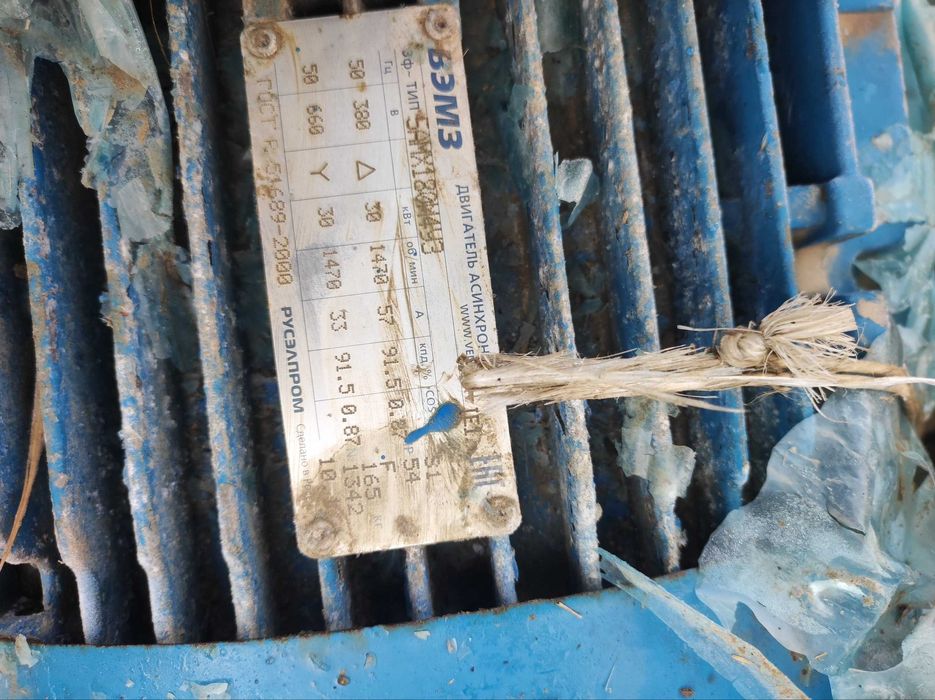 ВЭМЗ ДВИГАТЕЛЬ АСИНХРОН
3Ф~ ТИП 5АМХ180М4У3 S1
Гц В кВт об/мин А кпд,% COS P 54
50 380 △ 30 1470 57 91.5 0.87 F 165 кг
50 660 Y 30 1470 33 91.5 0.87 N 1342
ГОСТ Р 51689-2000 РУСЭЛПРОМ Сделано в 10